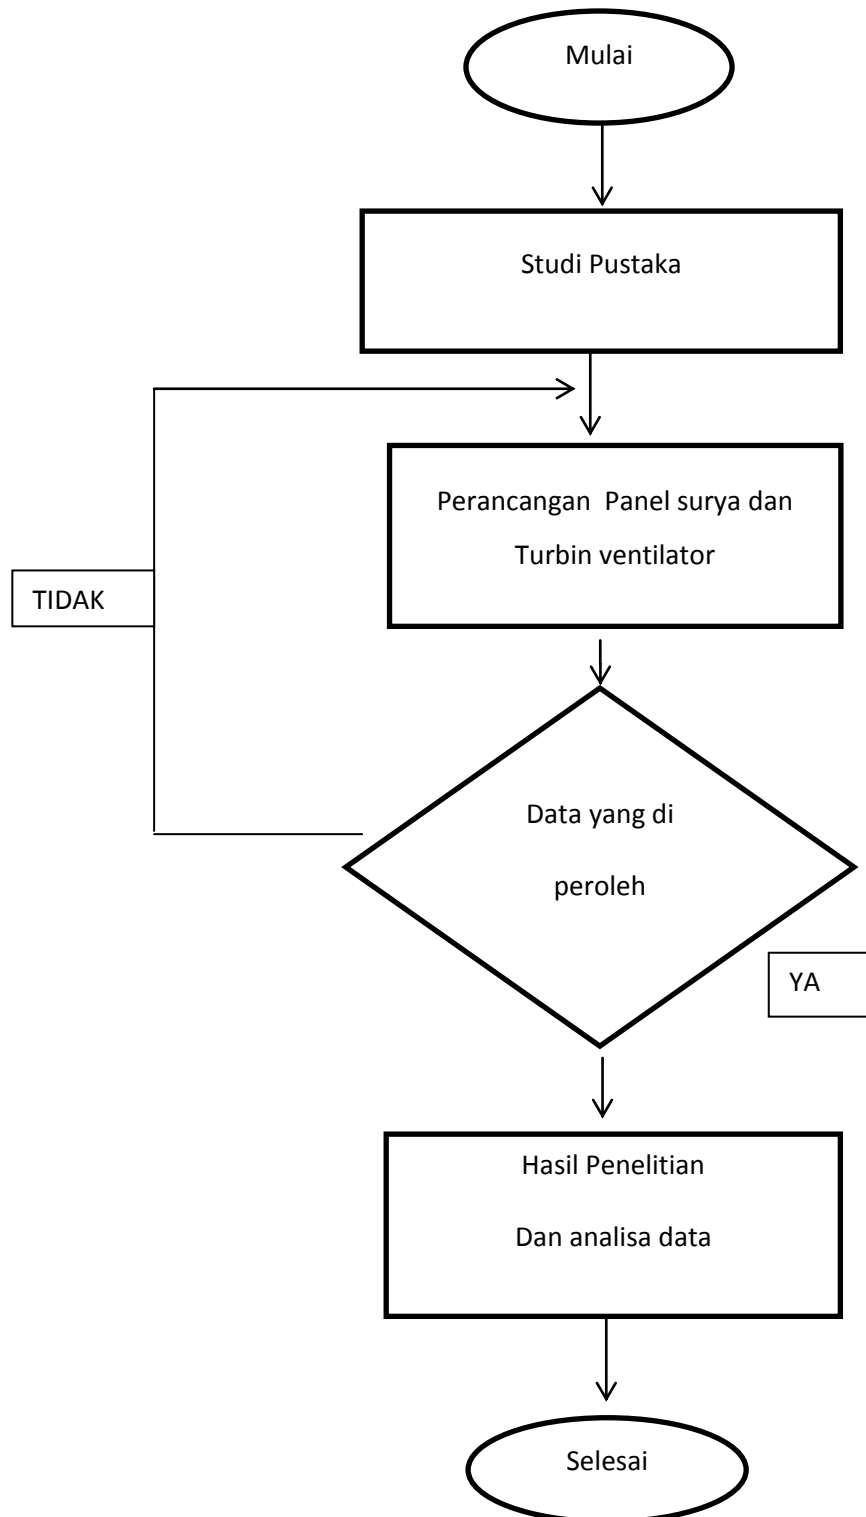 Mulai
Studi Pustaka
Perancangan Panel surya dan
Turbin ventilator
TIDAK
Data yang di
peroleh
YA
Hasil Penelitian
Dan analisa data
Selesai